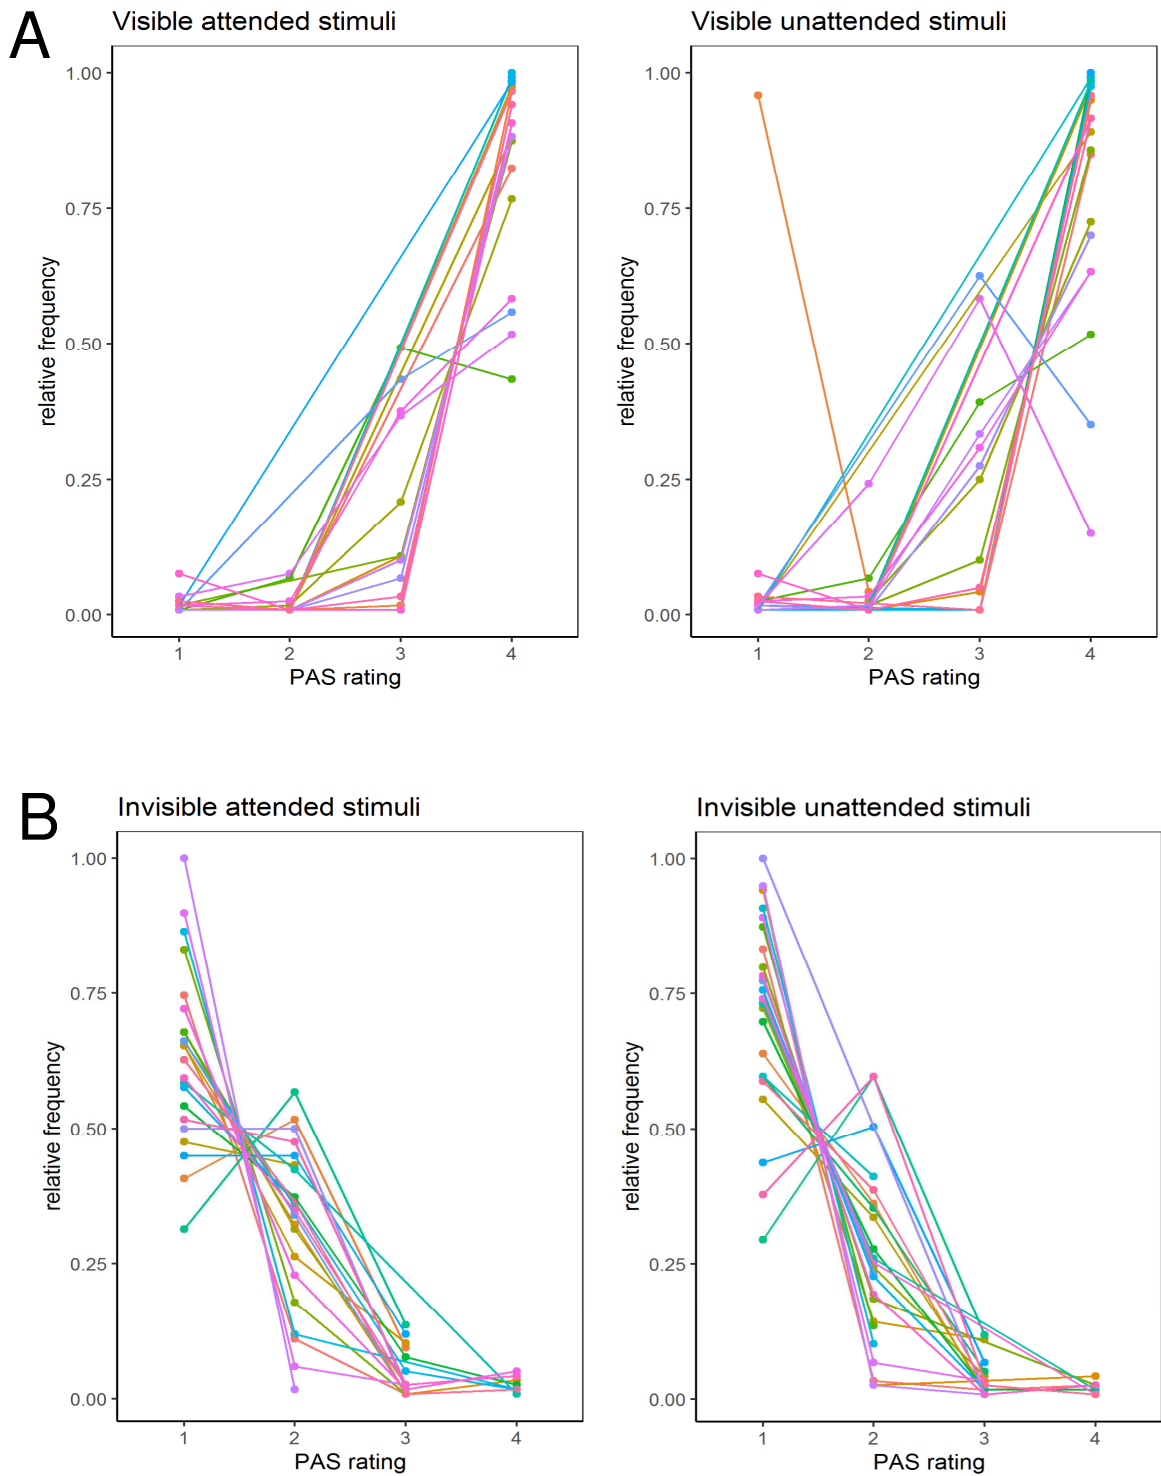 A
Visible attended stimuli
Visible unattended stimuli
1.00
0.75
0.50
0.25
0.00
relative frequency
1 2 3 4
PAS rating
1.00
0.75
0.50
0.25
0.00
relative frequency
1 2 3 4
PAS rating
B
Invisible attended stimuli
Invisible unattended stimuli
1.00
0.75
0.50
0.25
0.00
relative frequency
1 2 3 4
PAS rating
1.00
0.75
0.50
0.25
0.00
relative frequency
1 2 3 4
PAS rating